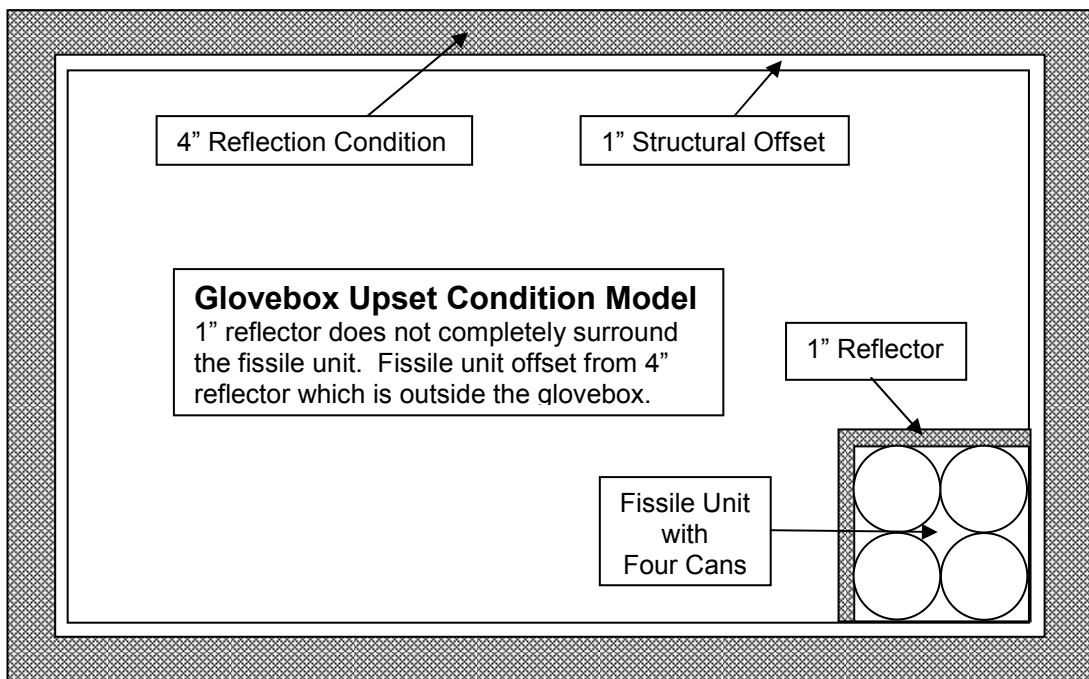 4” Reflection Condition
1” Structural Offset
Glovebox Upset Condition Model
1” reflector does not completely surround
the fissile unit.  Fissile unit offset from 4”
reflector which is outside the glovebox.
1” Reflector
Fissile Unit
with
Four Cans